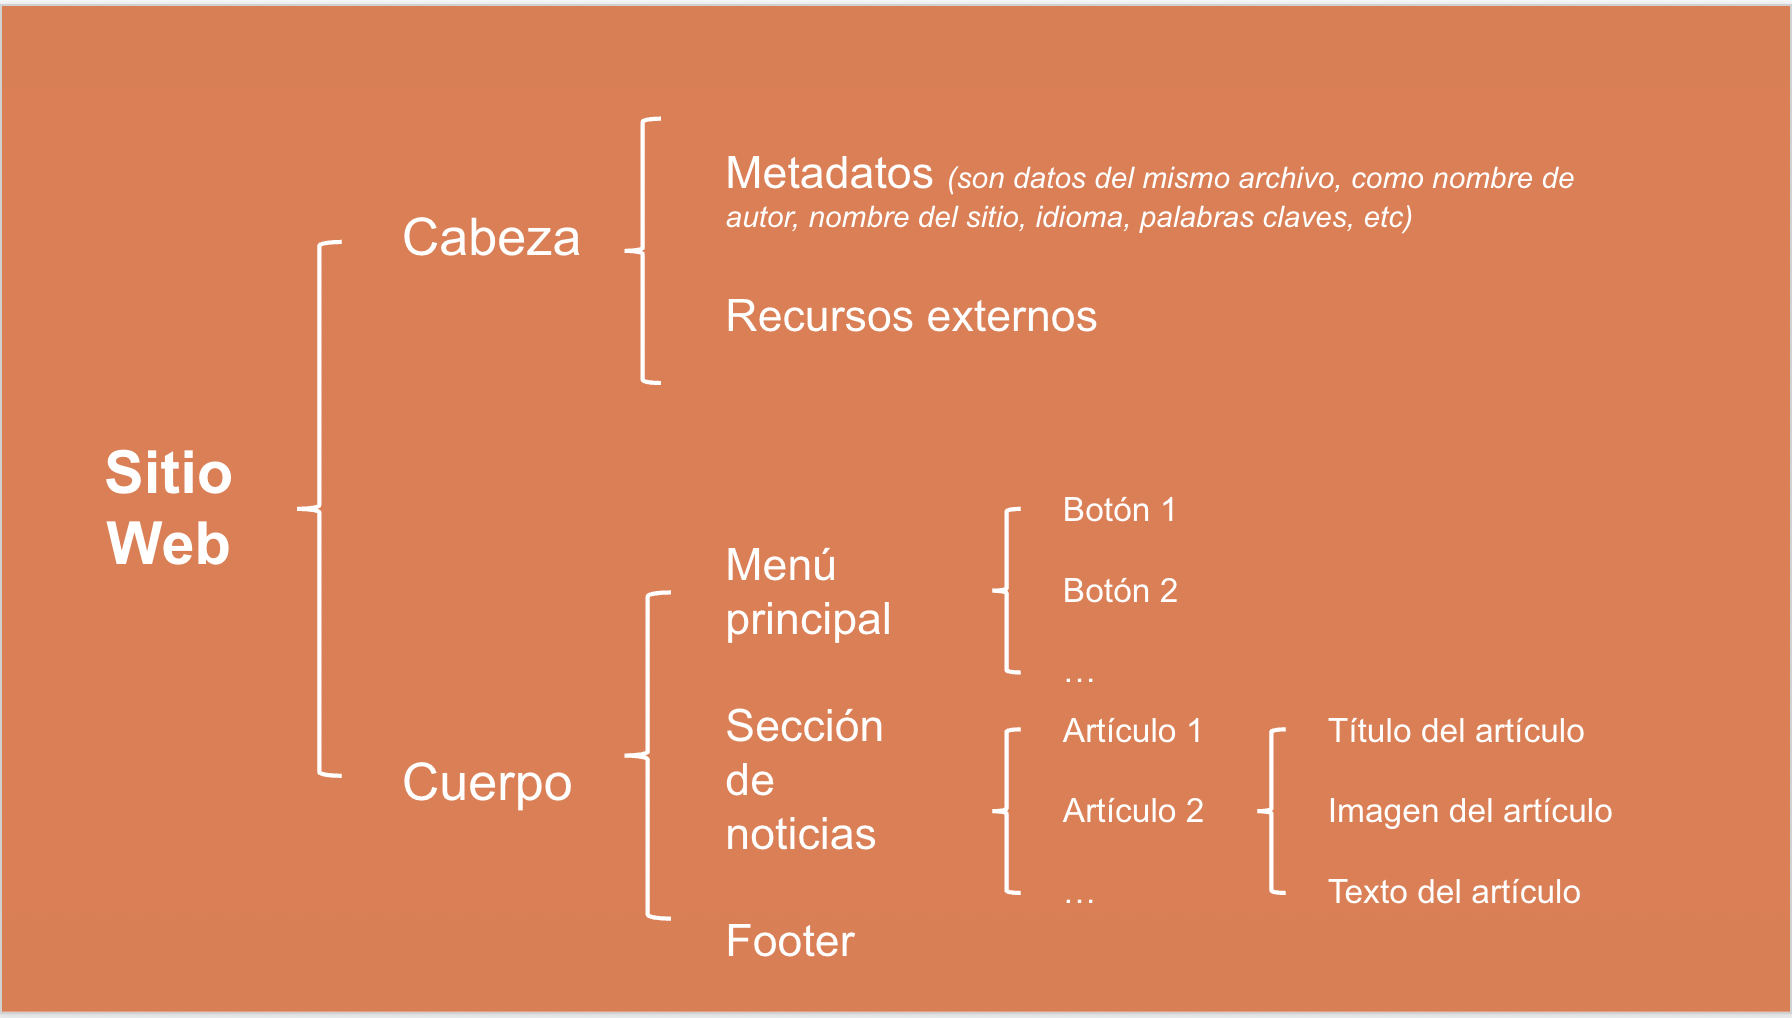 Sitio
Web
Cabeza
Metadatos (son datos del mismo archivo, como nombre de
autor, nombre del sitio, idioma, palabras claves, etc)
Recursos externos
Cuerpo
Menú
principal
Botón 1
Botón 2
…
Sección
de
noticias
Artículo 1
Artículo 2
…
Título del artículo
Imagen del artículo
Texto del artículo
Footer